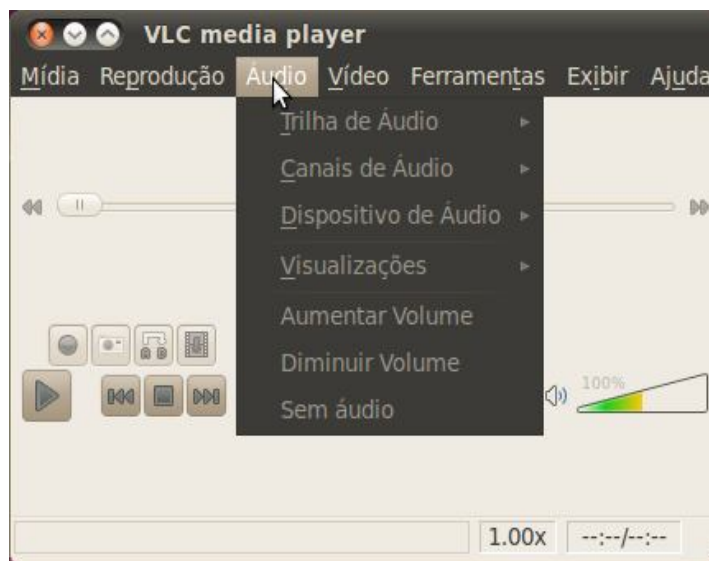 VLC media player
Mídia Reprodução Áudio Vídeo Ferramentas Exibir Ajuda
Trilha de Áudio
Canais de Áudio
Dispositivo de Áudio
Visualizações
Aumentar Volume
Diminuir Volume
Sem áudio
100%
1.00x --:--/--:--